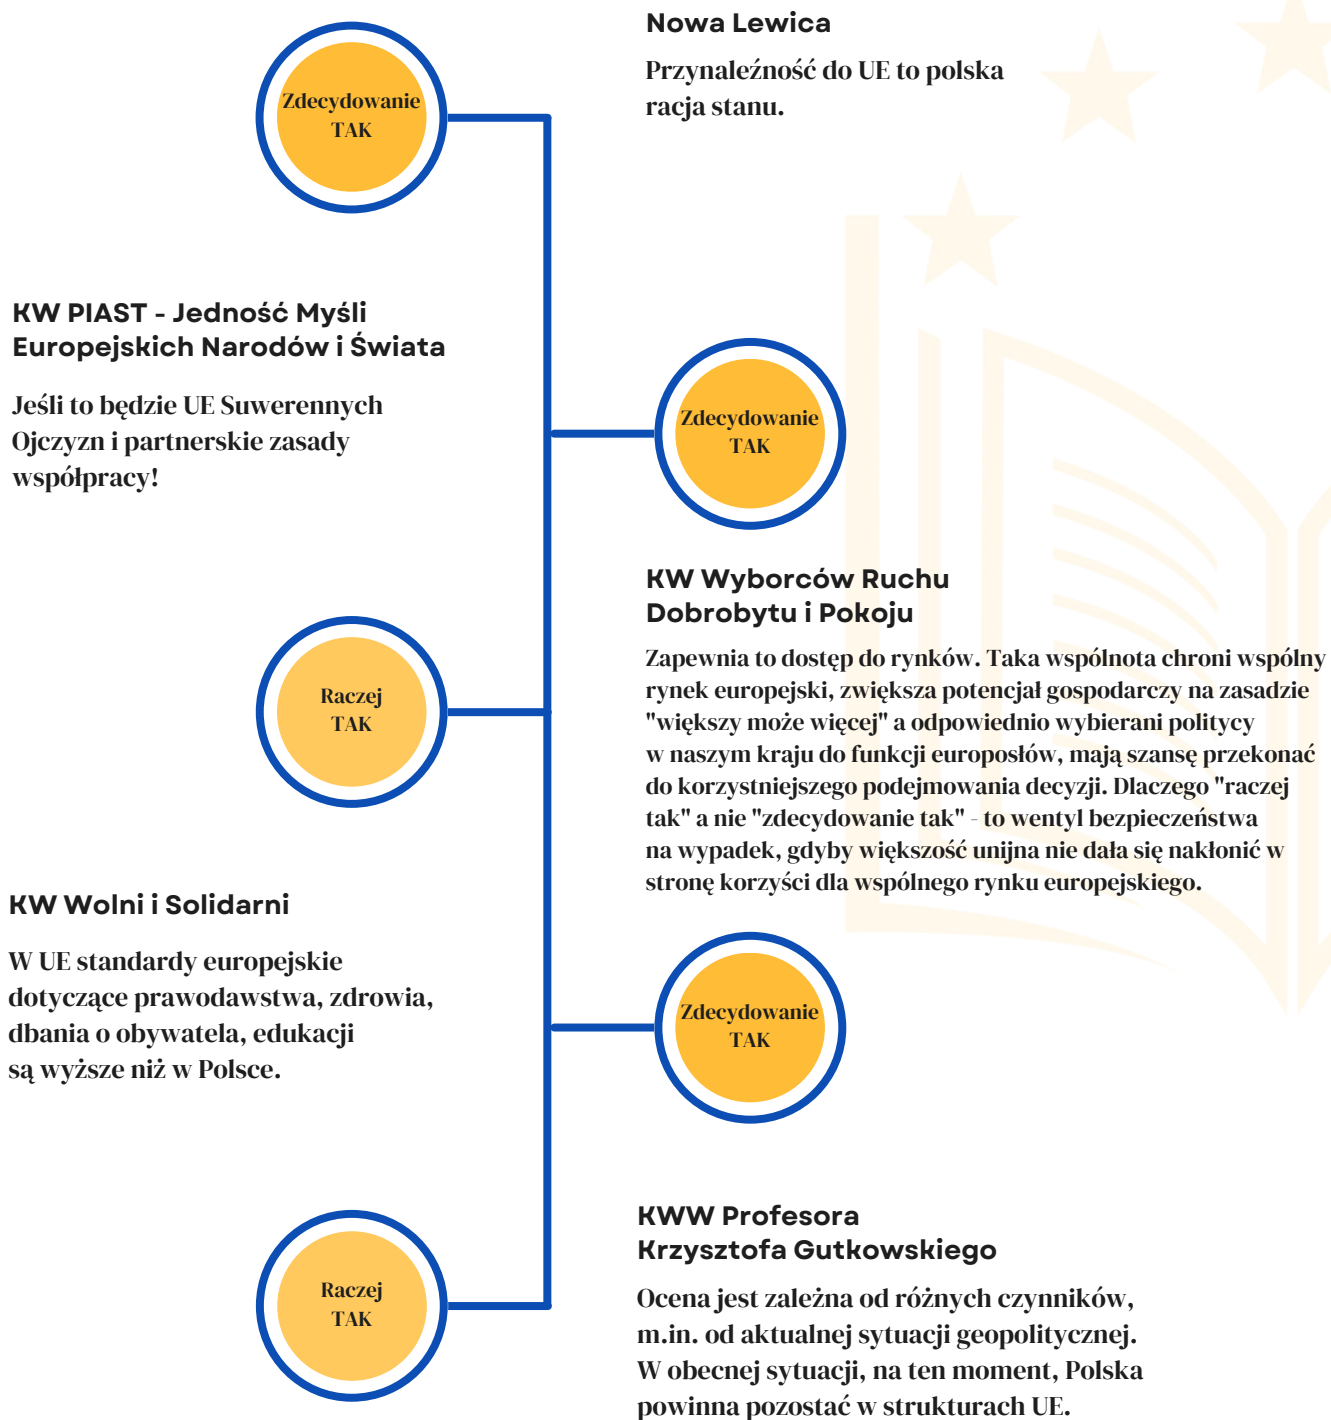 Nowa Lewica
Przynależność do UE to polska
racja stanu.
Zdecydowanie
TAK
KW PIAST - Jedność Myśli
Europejskich Narodów i Świata
Jeśli to będzie UE Suwerennych
Ojczyzn i partnerskie zasady
współpracy!
Zdecydowanie
TAK
KW Wyborców Ruchu
Dobrobytu i Pokoju
Zapewnia to dostęp do rynków. Taka wspólnota chroni wspólny
rynek europejski, zwiększa potencjał gospodarczy na zasadzie
"większy może więcej" a odpowiednio wybierani politycy
w naszym kraju do funkcji europosłów, mają szansę przekonać
do korzystniejszego podejmowania decyzji. Dlaczego "raczej
tak" a nie "zdecydowanie tak" - to wentyl bezpieczeństwa
na wypadek, gdyby większość unijna nie dała się nakłonić w
stronę korzyści dla wspólnego rynku europejskiego.
Raczej
TAK
KW Wolni i Solidarni
W UE standardy europejskie
dotyczące prawodawstwa, zdrowia,
dbania o obywatela, edukacji
są wyższe niż w Polsce.
Zdecydowanie
TAK
KWW Profesora
Krzysztofa Gutkowskiego
Ocena jest zależna od różnych czynników,
m.in. od aktualnej sytuacji geopolitycznej.
W obecnej sytuacji, na ten moment, Polska
powinna pozostać w strukturach UE.
Raczej
TAK